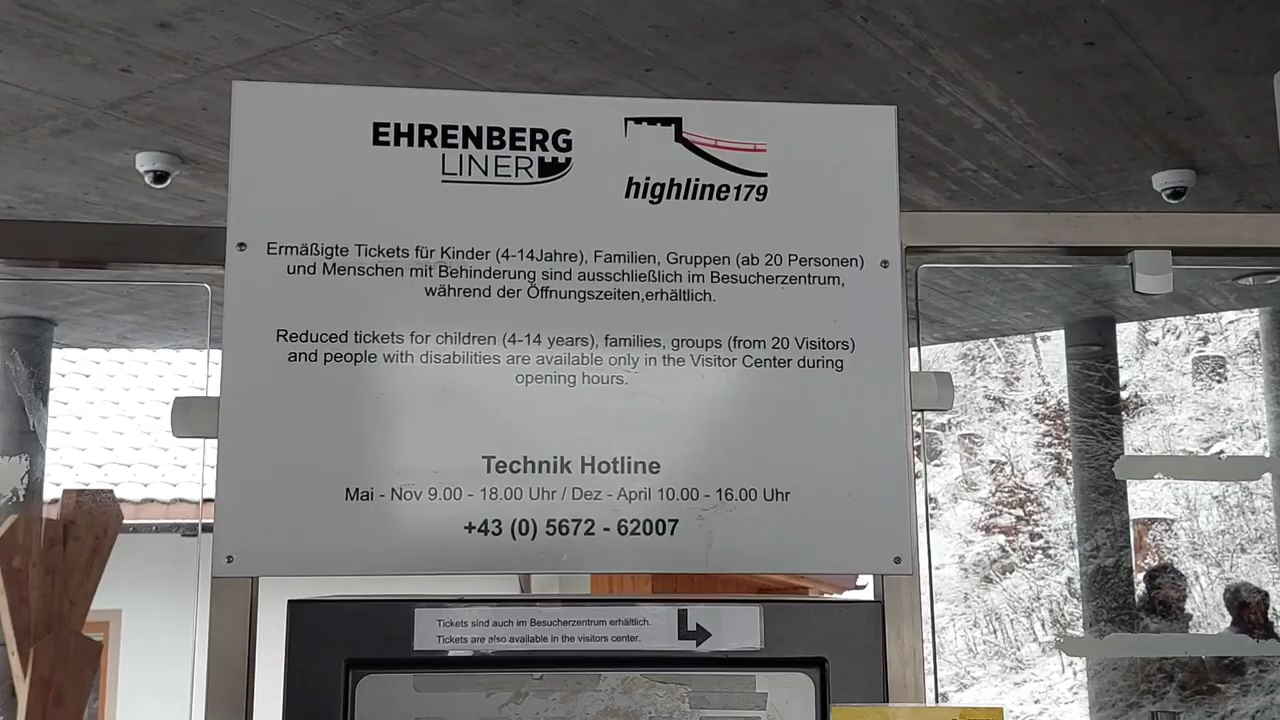 EHRENBERG
LINER
highline179
Ermäßigte Tickets für Kinder (4-14Jahre), Familien, Gruppen (ab 20 Personen)
und Menschen mit Behinderung sind ausschließlich im Besucherzentrum,
während der Öffnungszeiten,erhältlich.
Reduced tickets for children (4-14 years), families, groups (from 20 Visitors)
and people with disabilities are available only in the Visitor Center during
opening hours.
Technik Hotline
Mai - Nov 9.00 - 18.00 Uhr / Dez - April 10.00 - 16.00 Uhr
+43 (0) 5672 - 62007
Tickets sind auch im Besucherzentrum erhältlich.
Tickets are also available in the visitors center.